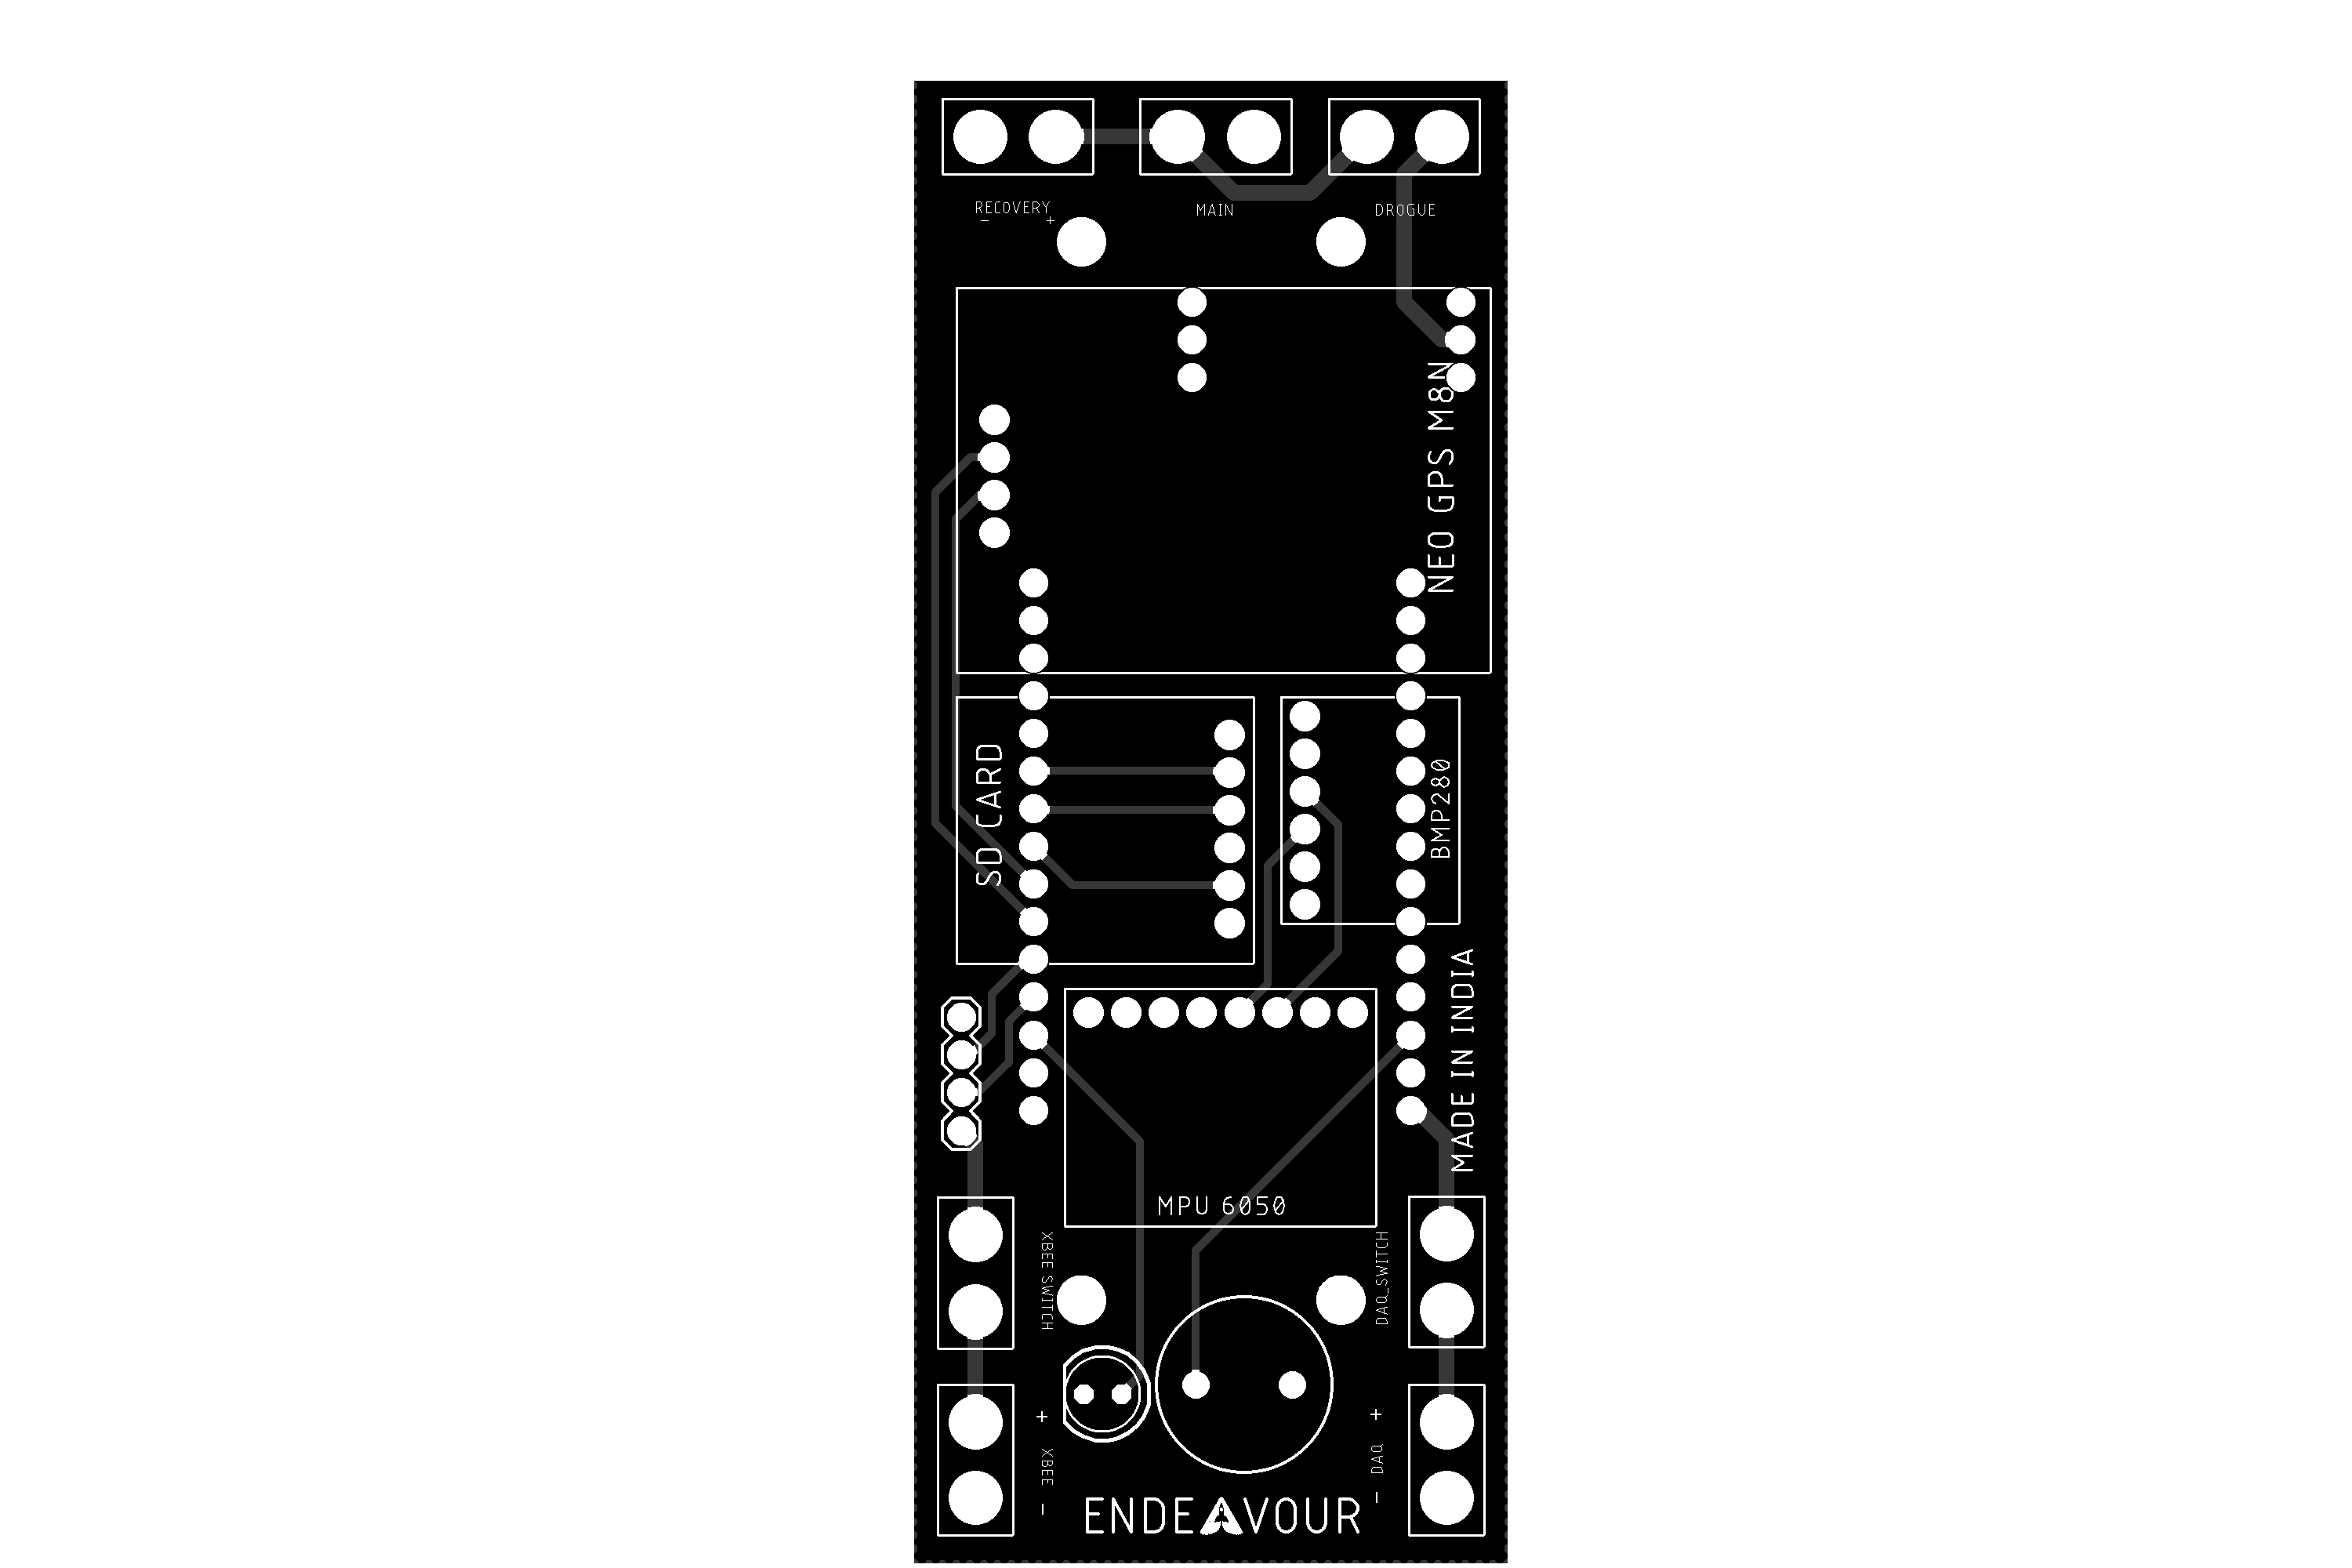 RECOVERY
- +
MAIN
DROGUE
NEO GPS M8N
SD CARD
BMP280
MADE IN INDIA
MPU 6050
XBEE SWITCH
DAQ_SWITCH
+ XBEE -
- DAQ +
ENDEAVOUR